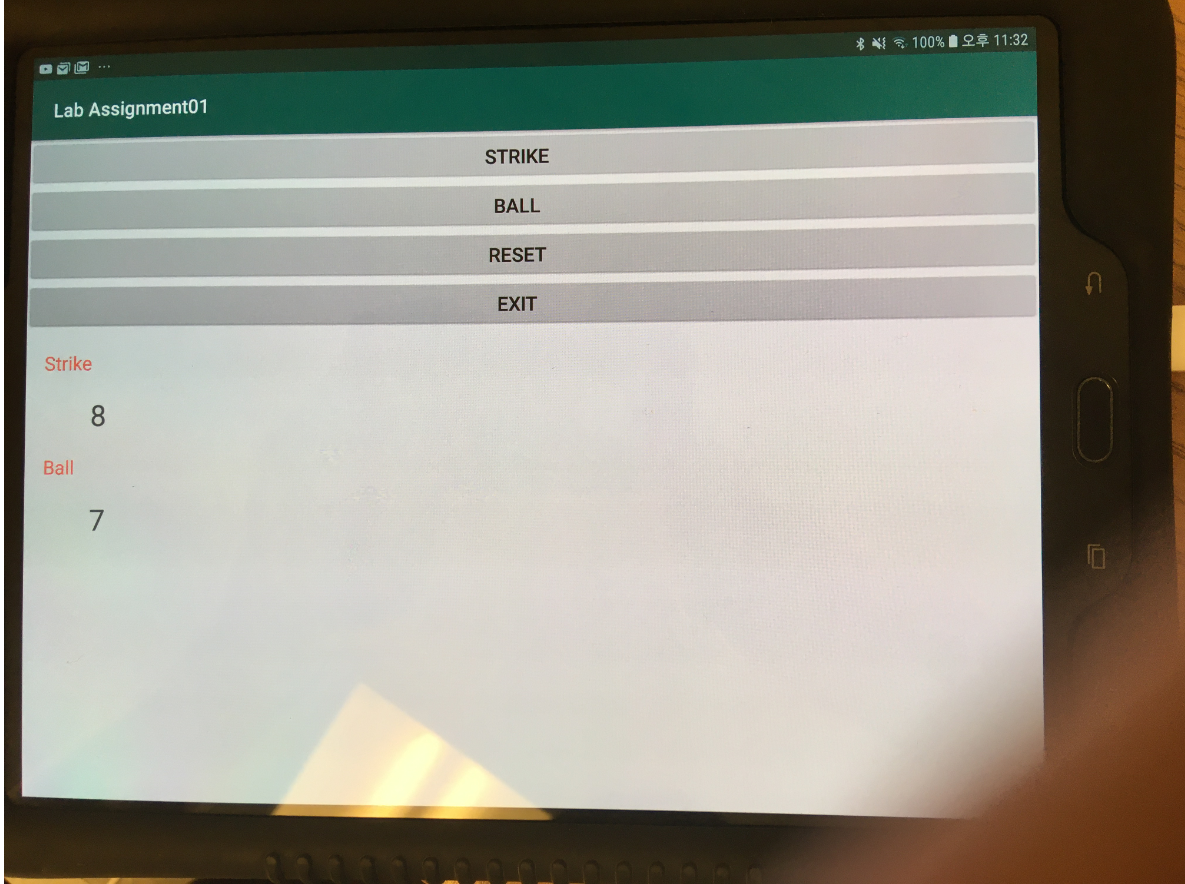 100% 오후 11:32
Lab Assignment01
STRIKE
BALL
RESET
EXIT
Strike
8
Ball
7